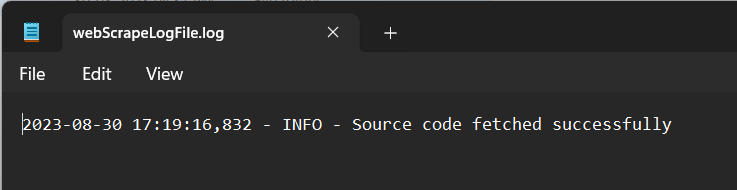 webScrapeLogFile.log
File Edit View
2023-08-30 17:19:16,832 - INFO - Source code fetched successfully